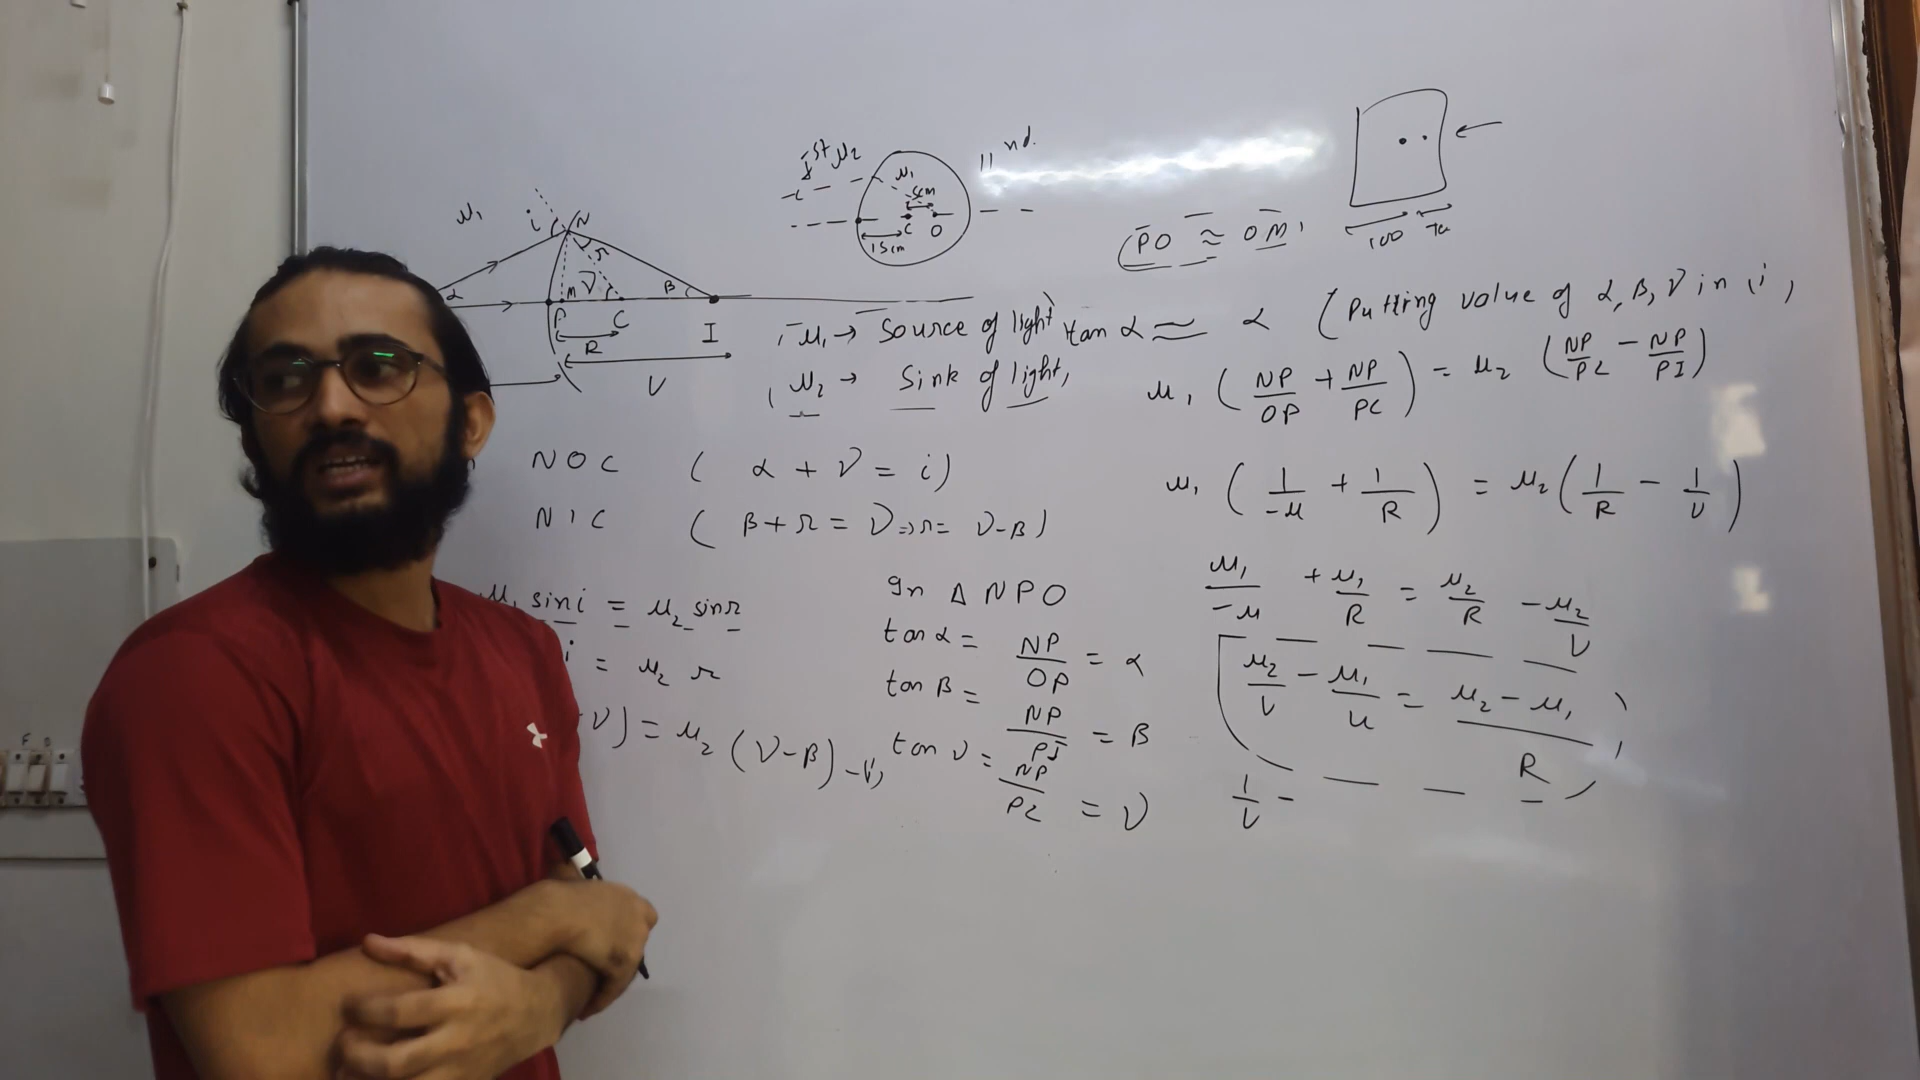 μ₁
i
N
r
α
M
ν
β
P
C
I
R
V
Ist μ₂
μ₁
5cm
C
O
15cm
IInd.
PO ≈ OM,
100
μ₁ → Source of light
μ₂ → Sink of light,
tan α ≈ α (Putting value of α, β, ν in i,
μ₁ (NP/OP + NP/PC) = μ₂ (NP/PC - NP/PI)
NOC (α + ν = i)
NIC (β + r = ν ⇒ r = ν - β)
μ₁ (1/-u + 1/R) = μ₂ (1/R - 1/V)
μ₁ sin i = μ₂ sin r
i = μ₂ r
ν) = μ₂ (ν - β) - i,
In Δ NPO
tan α = NP/OP = α
tan β = NP/PI = β
tan ν = NP/PC = ν
μ₁/-u + μ₁/R = μ₂/R - μ₂/V
μ₂/V - μ₁/u = μ₂ - μ₁/R
1/V -